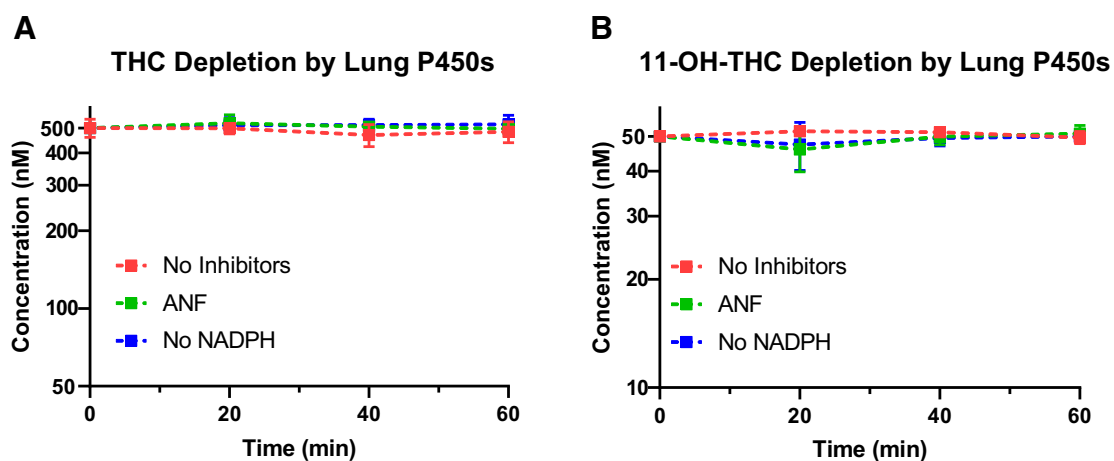 A
THC Depletion by Lung P450s
Concentration (nM)
500
400
300
200
100
50
No Inhibitors
ANF
No NADPH
0
20
40
60
Time (min)
B
11-OH-THC Depletion by Lung P450s
Concentration (nM)
50
40
30
20
10
No Inhibitors
ANF
No NADPH
0
20
40
60
Time (min)